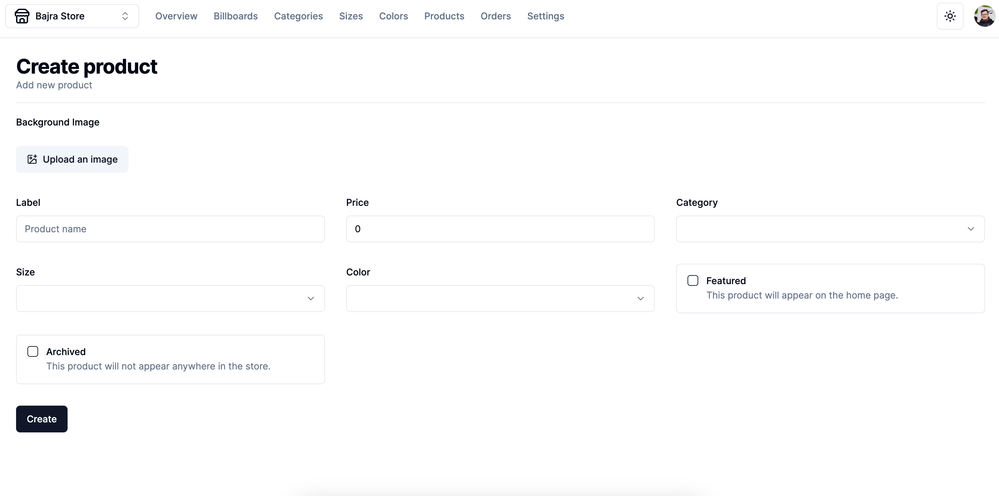 Bajra Store
Overview Billboards Categories Sizes Colors Products Orders Settings
Create product
Add new product
Background Image
Upload an image
Label Price Category
Product name 0
Size Color
Featured
This product will appear on the home page.
Archived
This product will not appear anywhere in the store.
Create